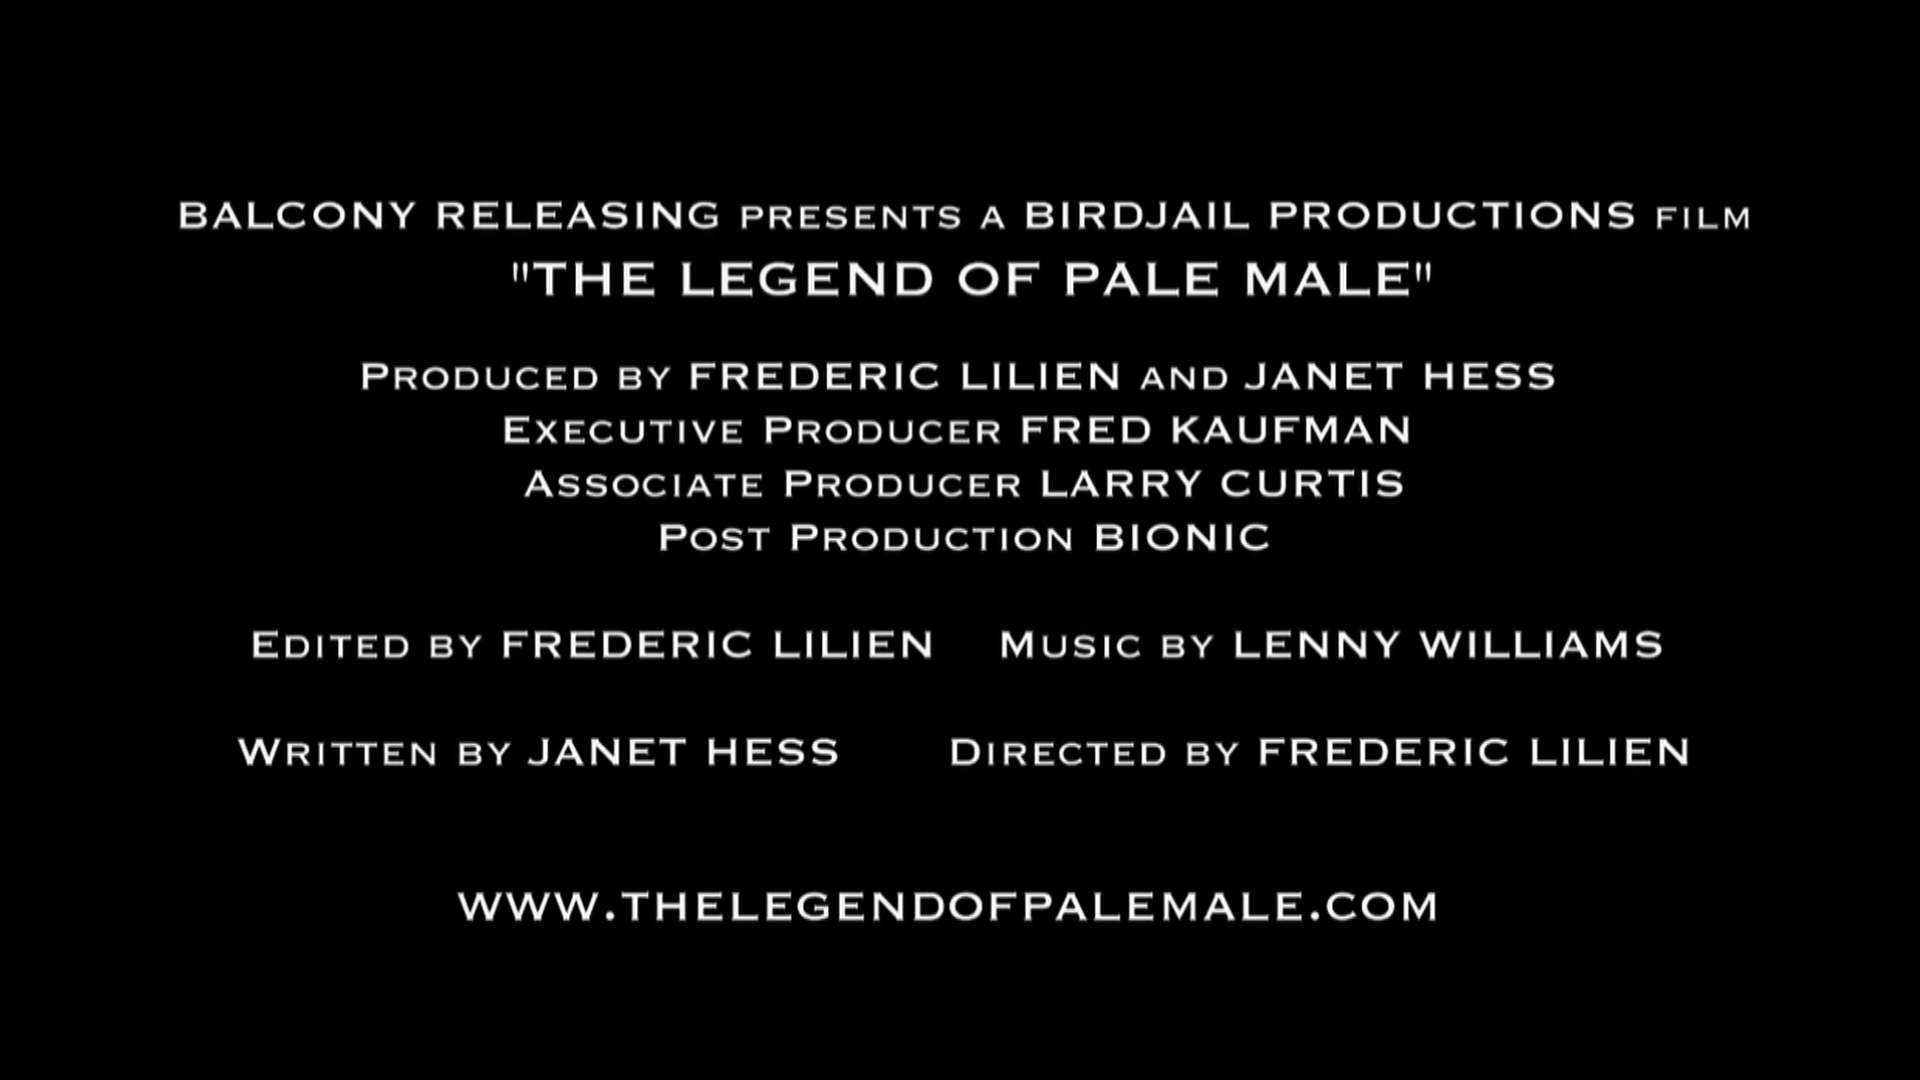 BALCONY RELEASING PRESENTS A BIRDJAIL PRODUCTIONS FILM
"THE LEGEND OF PALE MALE"
PRODUCED BY FREDERIC LILIEN AND JANET HESS
EXECUTIVE PRODUCER FRED KAUFMAN
ASSOCIATE PRODUCER LARRY CURTIS
POST PRODUCTION BIONIC
EDITED BY FREDERIC LILIEN MUSIC BY LENNY WILLIAMS
WRITTEN BY JANET HESS DIRECTED BY FREDERIC LILIEN
WWW.THELEGENDOFPALEMALE.COM